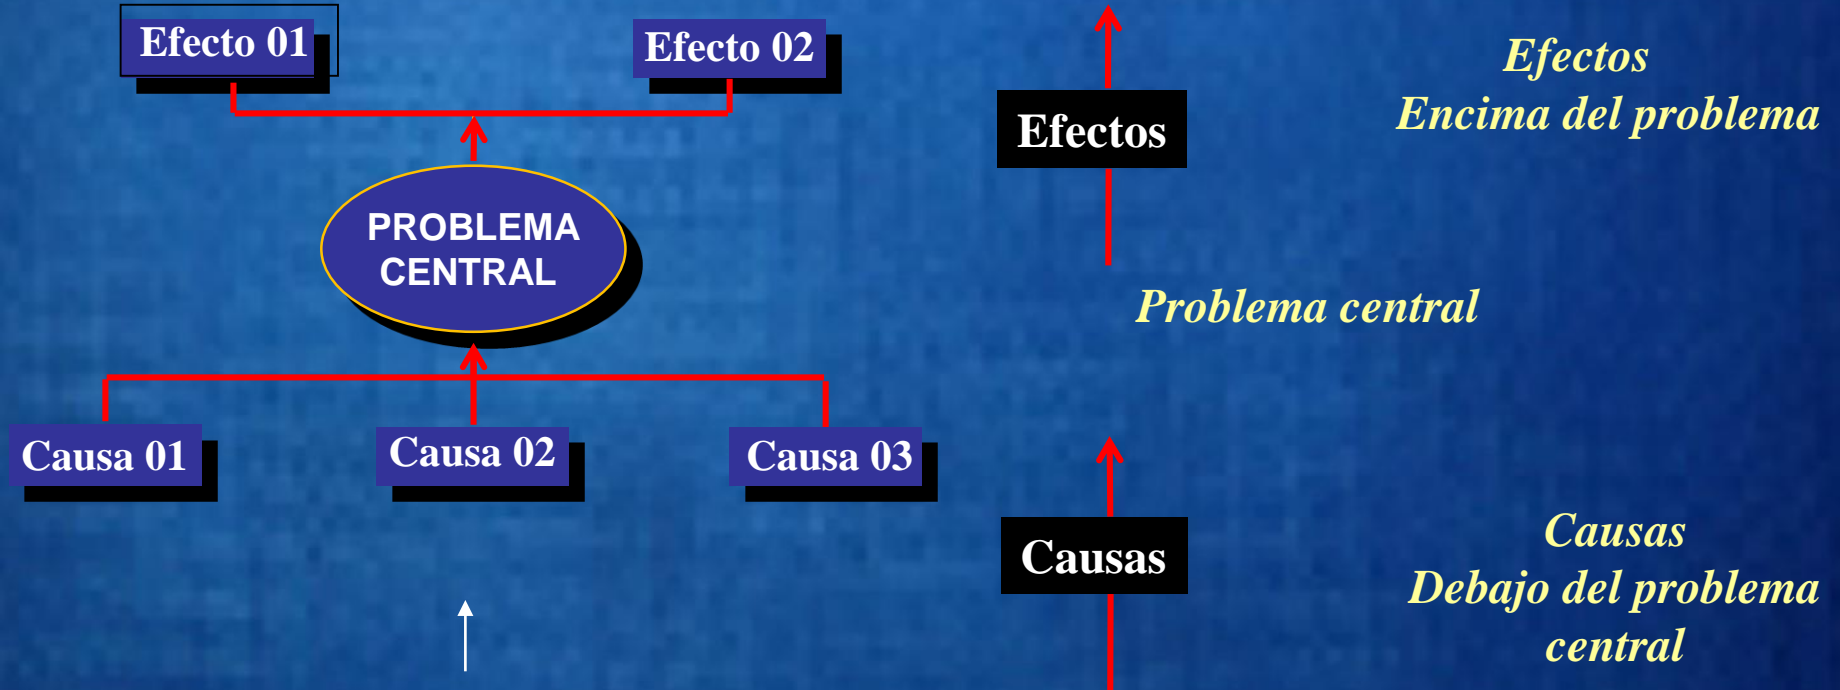 Efecto 01
Efecto 02
PROBLEMA
CENTRAL
Causa 01
Causa 02
Causa 03
Efectos
Causas
Efectos
Encima del problema
Problema central
Causas
Debajo del problema
central